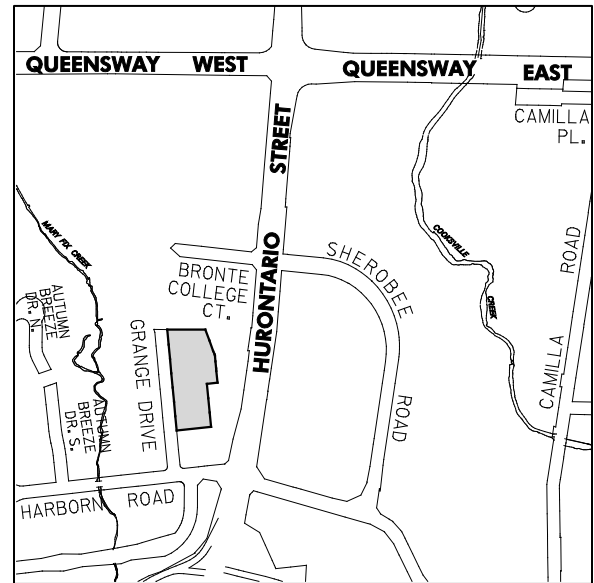 QUEENSWAY WEST
QUEENSWAY EAST
CAMILLA
PL.
HURONTARIO STREET
MARY FIX CREEK
COOKSVILLE
CREEK
SHEROBEE
ROAD
BRONTE
COLLEGE
CT.
CAMILLA ROAD
AUTUMN
BREEZE
DR. N.
GRANGE DRIVE
AUTUMN
BREEZE
DR. S.
HARBORN ROAD